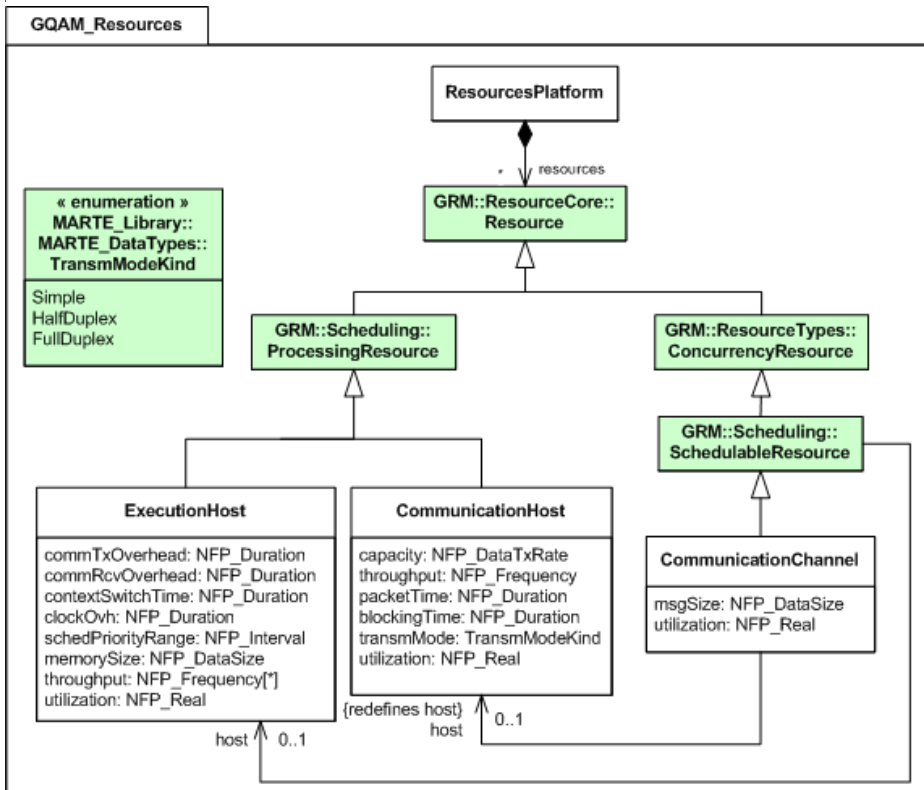 GQAM_Resources
ResourcesPlatform
* resources
GRM::ResourceCore::
Resource
« enumeration »
MARTE_Library::
MARTE_DataTypes::
TransmModeKind
Simple
HalfDuplex
FullDuplex
GRM::Scheduling::
ProcessingResource
GRM::ResourceTypes::
ConcurrencyResource
GRM::Scheduling::
SchedulableResource
ExecutionHost
commTxOverhead: NFP_Duration
commRcvOverhead: NFP_Duration
contextSwitchTime: NFP_Duration
clockOvh: NFP_Duration
schedPriorityRange: NFP_Interval
memorySize: NFP_DataSize
throughput: NFP_Frequency[*]
utilization: NFP_Real
CommunicationHost
capacity: NFP_DataTxRate
throughput: NFP_Frequency
packetTime: NFP_Duration
blockingTime: NFP_Duration
transmMode: TransmModeKind
utilization: NFP_Real
CommunicationChannel
msgSize: NFP_DataSize
utilization: NFP_Real
{redefines host}
host 0..1
host 0..1